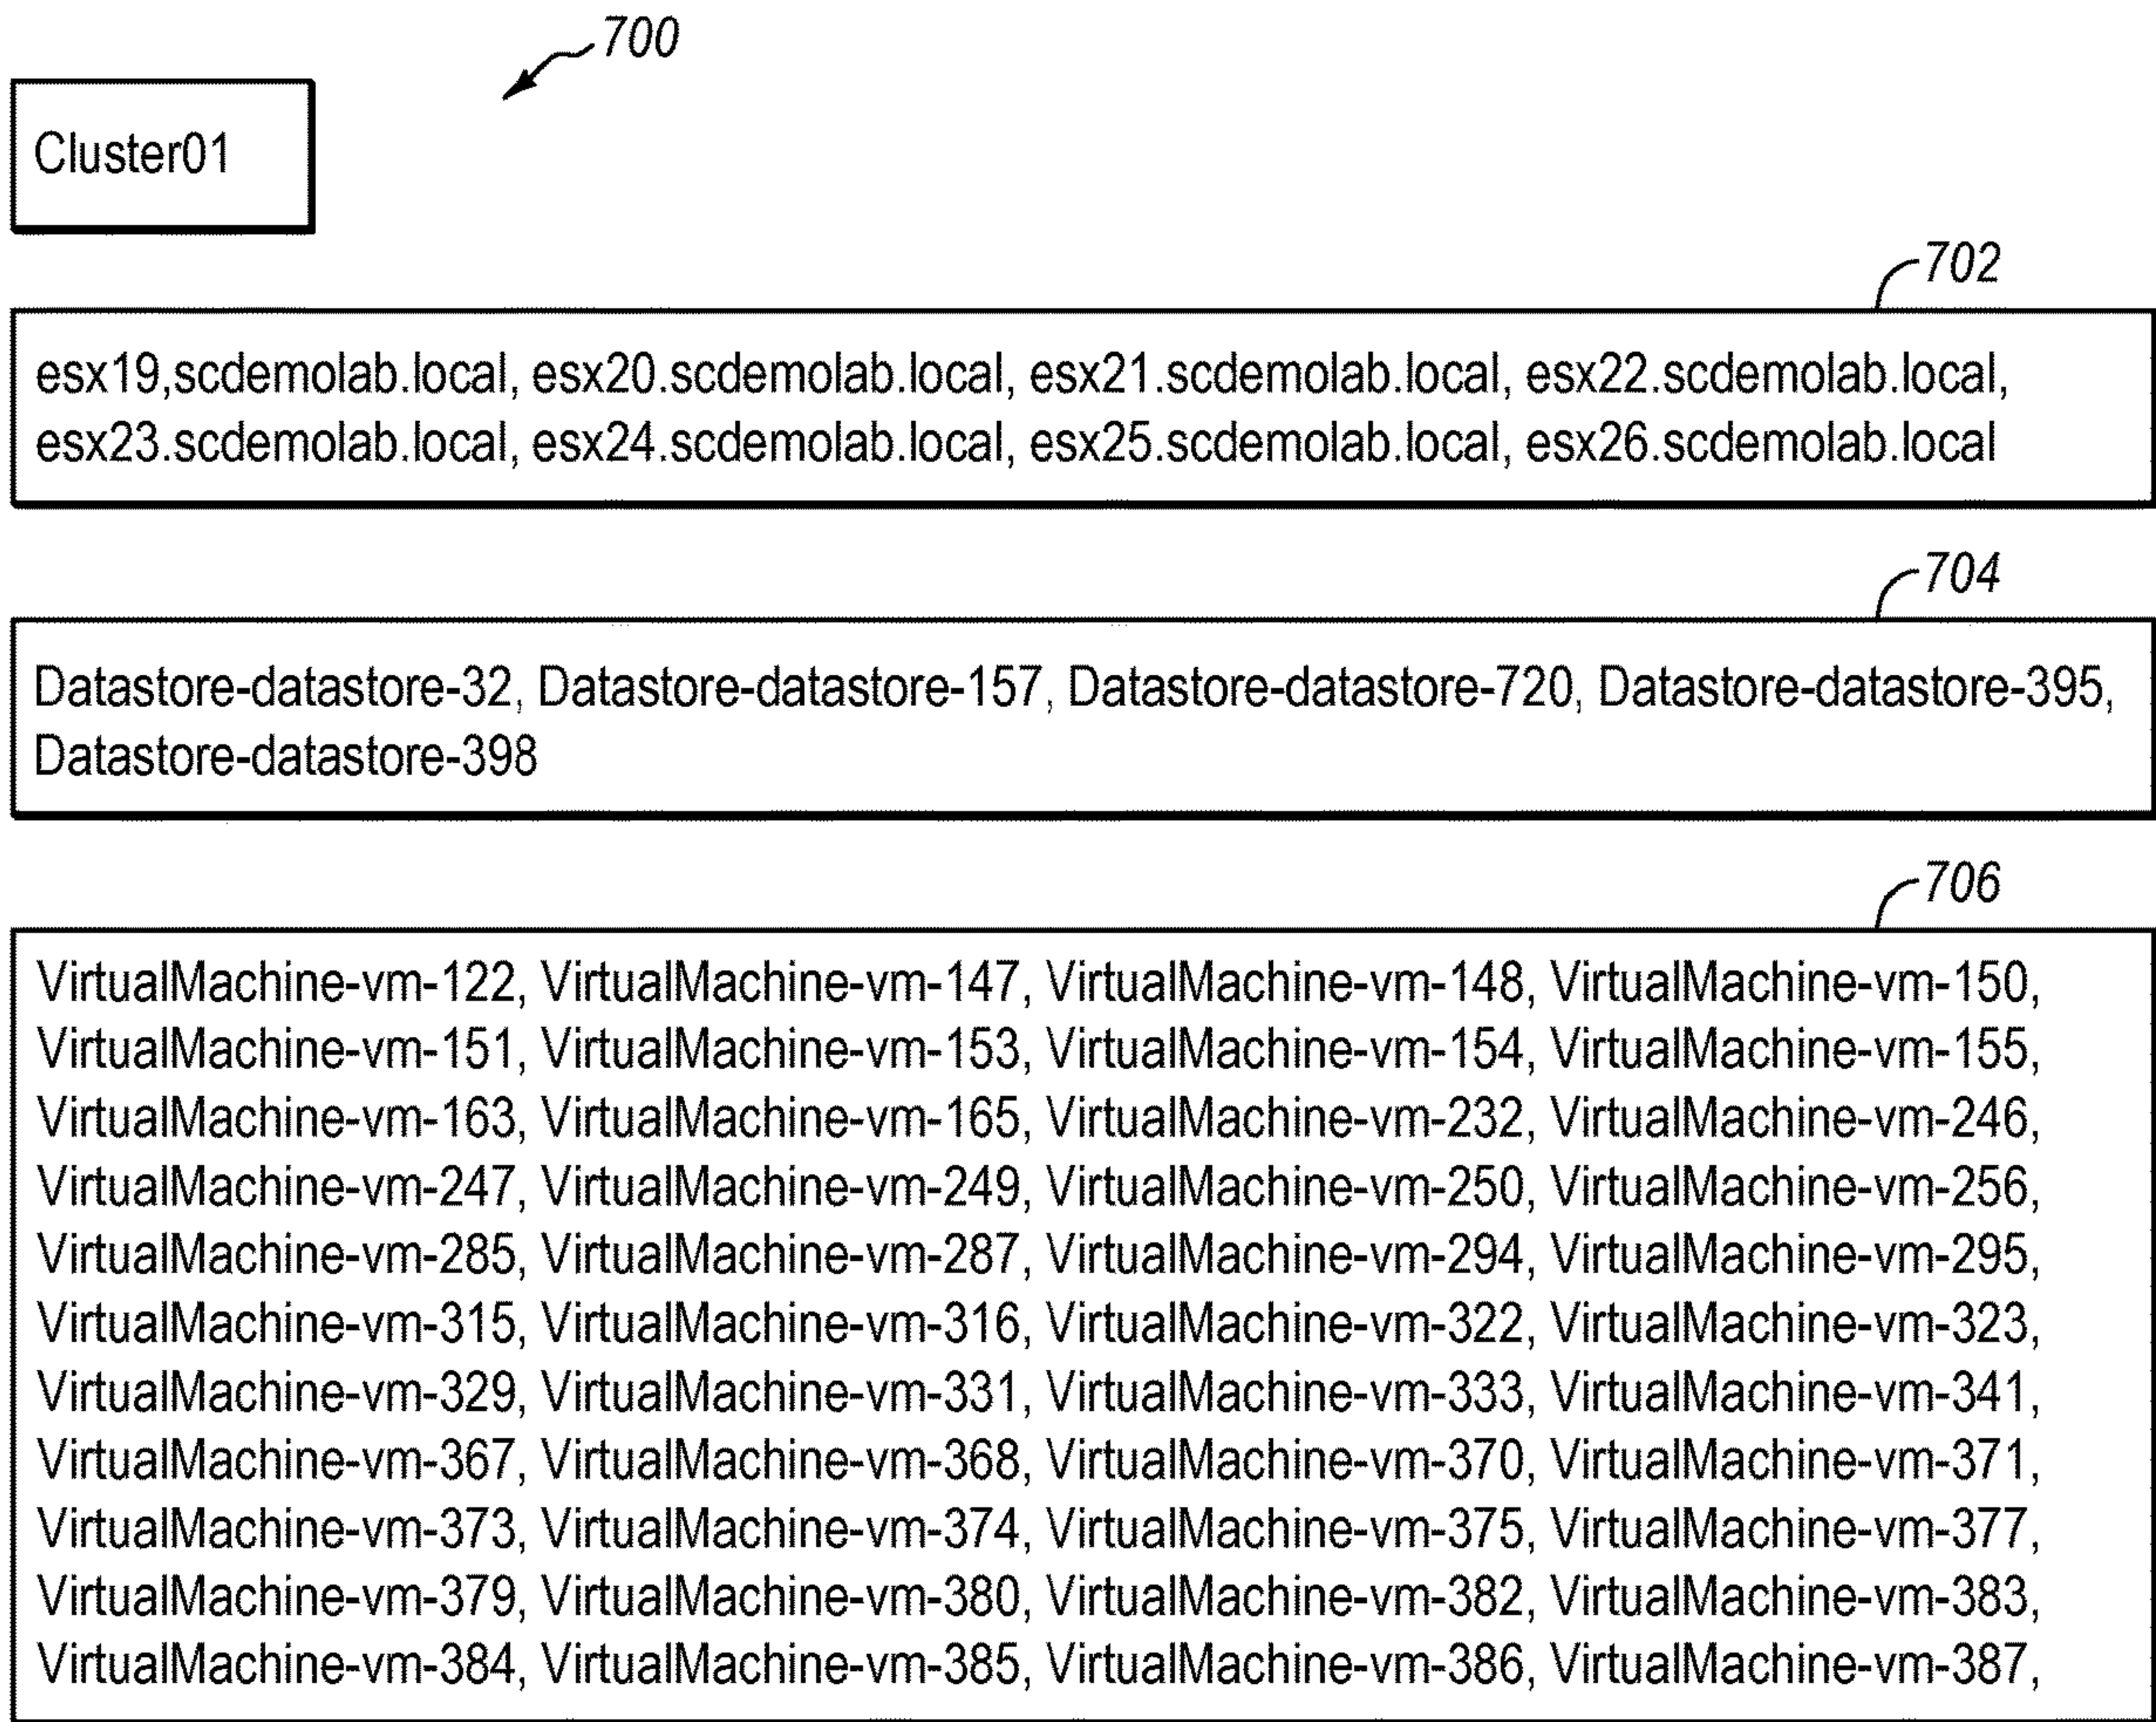 700
Cluster01
702
esx19,scdemolab.local, esx20.scdemolab.local, esx21.scdemolab.local, esx22.scdemolab.local,
esx23.scdemolab.local, esx24.scdemolab.local, esx25.scdemolab.local, esx26.scdemolab.local
704
Datastore-datastore-32, Datastore-datastore-157, Datastore-datastore-720, Datastore-datastore-395,
Datastore-datastore-398
706
VirtualMachine-vm-122, VirtualMachine-vm-147, VirtualMachine-vm-148, VirtualMachine-vm-150,
VirtualMachine-vm-151, VirtualMachine-vm-153, VirtualMachine-vm-154, VirtualMachine-vm-155,
VirtualMachine-vm-163, VirtualMachine-vm-165, VirtualMachine-vm-232, VirtualMachine-vm-246,
VirtualMachine-vm-247, VirtualMachine-vm-249, VirtualMachine-vm-250, VirtualMachine-vm-256,
VirtualMachine-vm-285, VirtualMachine-vm-287, VirtualMachine-vm-294, VirtualMachine-vm-295,
VirtualMachine-vm-315, VirtualMachine-vm-316, VirtualMachine-vm-322, VirtualMachine-vm-323,
VirtualMachine-vm-329, VirtualMachine-vm-331, VirtualMachine-vm-333, VirtualMachine-vm-341,
VirtualMachine-vm-367, VirtualMachine-vm-368, VirtualMachine-vm-370, VirtualMachine-vm-371,
VirtualMachine-vm-373, VirtualMachine-vm-374, VirtualMachine-vm-375, VirtualMachine-vm-377,
VirtualMachine-vm-379, VirtualMachine-vm-380, VirtualMachine-vm-382, VirtualMachine-vm-383,
VirtualMachine-vm-384, VirtualMachine-vm-385, VirtualMachine-vm-386, VirtualMachine-vm-387,